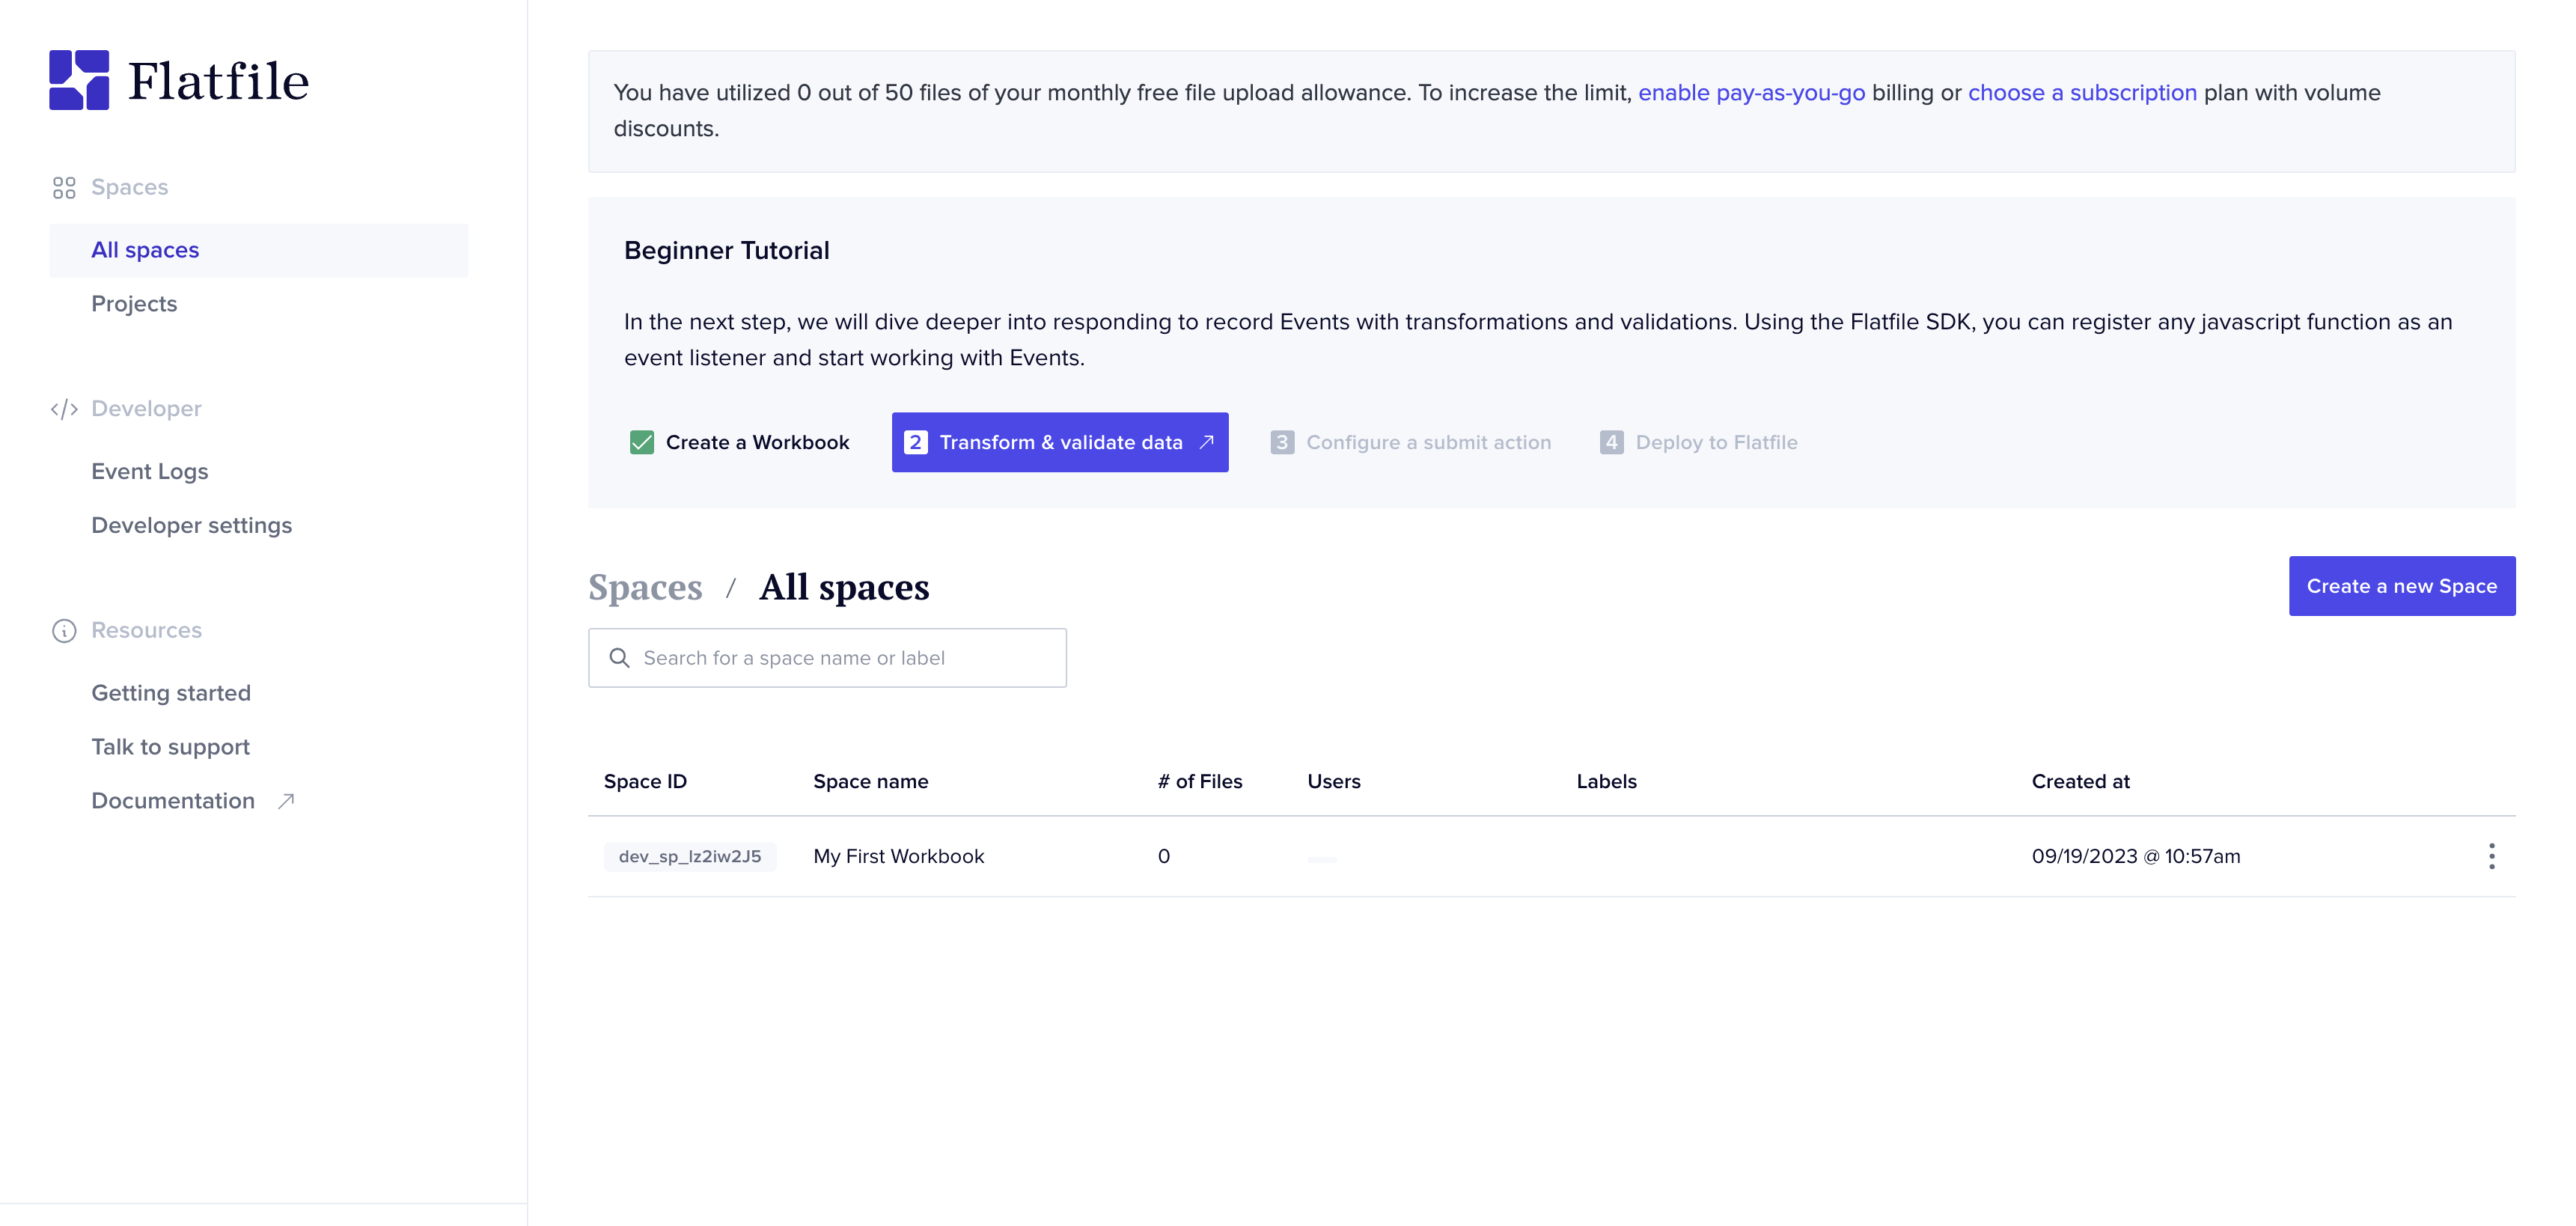 Flatfile
Spaces
All spaces
Projects
Developer
Event Logs
Developer settings
Resources
Getting started
Talk to support
Documentation
You have utilized 0 out of 50 files of your monthly free file upload allowance. To increase the limit, enable pay-as-you-go billing or choose a subscription plan with volume
discounts.
Beginner Tutorial
In the next step, we will dive deeper into responding to record Events with transformations and validations. Using the Flatfile SDK, you can register any javascript function as an
event listener and start working with Events.
Create a Workbook 2 Transform & validate data 3 Configure a submit action 4 Deploy to Flatfile
Spaces / All spaces
Create a new Space
Search for a space name or label
Space ID Space name # of Files Users Labels Created at
dev_sp_Iz2iw2J5 My First Workbook 0 09/19/2023 @ 10:57am